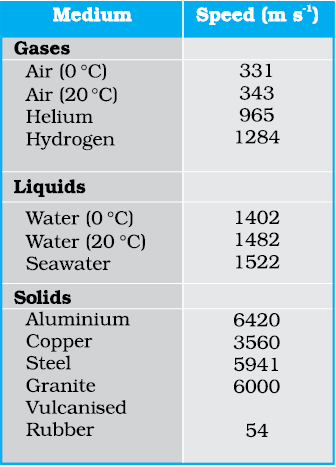 Medium Speed (m s⁻¹)
Gases
Air (0 °C) 331
Air (20 °C) 343
Helium 965
Hydrogen 1284
Liquids
Water (0 °C) 1402
Water (20 °C) 1482
Seawater 1522
Solids
Aluminium 6420
Copper 3560
Steel 5941
Granite 6000
Vulcanised
Rubber 54